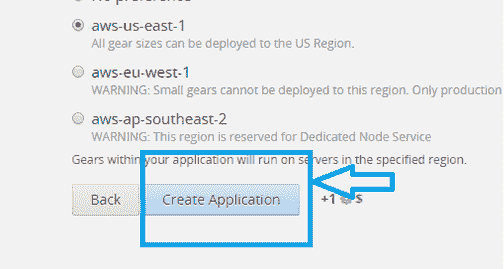 No preference
aws-us-east-1
All gear sizes can be deployed to the US Region.
aws-eu-west-1
WARNING: Small gears cannot be deployed to this region. Only production
aws-ap-southeast-2
WARNING: This region is reserved for Dedicated Node Service
Gears within your application will run on servers in the specified region.
Back Create Application +1 $